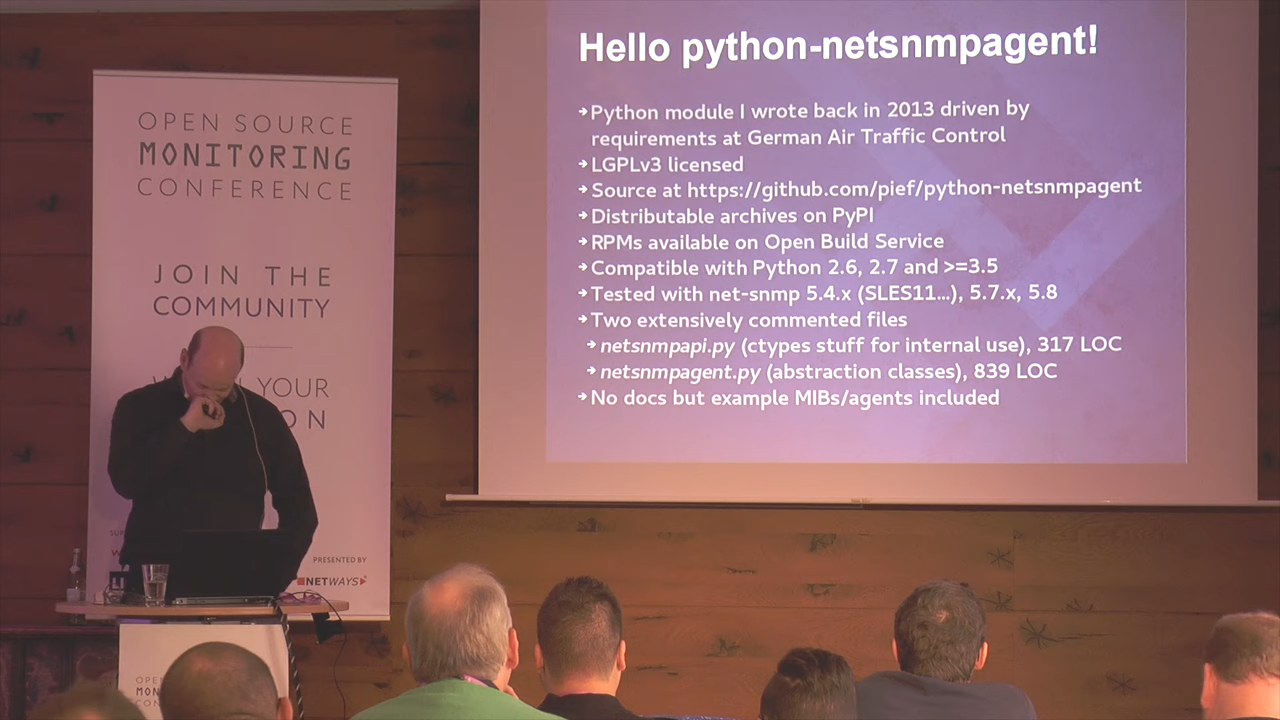 Hello python-netsnmpagent!
➔Python module I wrote back in 2013 driven by
requirements at German Air Traffic Control
➔LGPLv3 licensed
➔Source at https://github.com/pief/python-netsnmpagent
➔Distributable archives on PyPI
➔RPMs available on Open Build Service
➔Compatible with Python 2.6, 2.7 and >=3.5
➔Tested with net-snmp 5.4.x (SLES11...), 5.7.x, 5.8
➔Two extensively commented files
➔netsnmpapi.py (ctypes stuff for internal use), 317 LOC
➔netsnmpagent.py (abstraction classes), 839 LOC
➔No docs but example MIBs/agents included
OPEN SOURCE
MONITORING
CONFERENCE
JOIN THE
COMMUNITY
YOUR
PRESENTED BY
NETWAYS